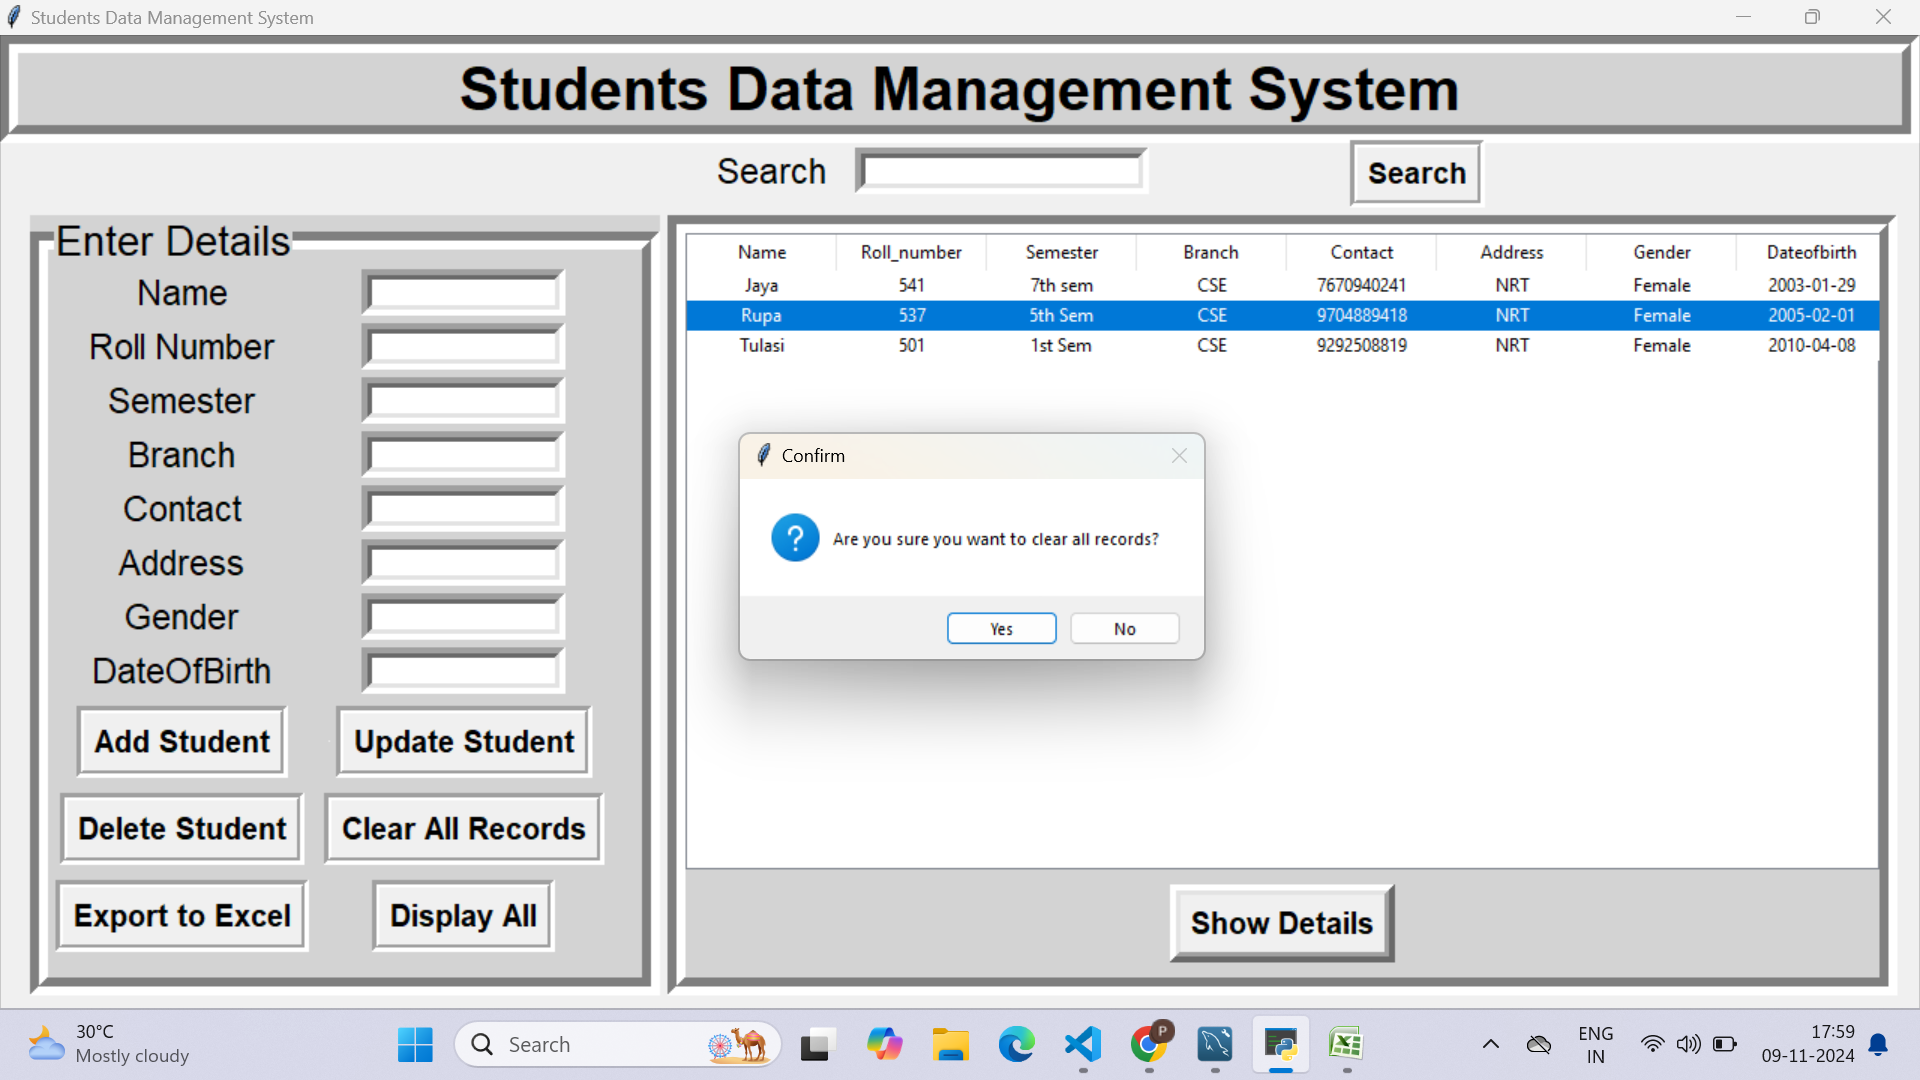 Students Data Management System
Students Data Management System
Search Search
Enter Details
Name
Roll Number
Semester
Branch
Contact
Address
Gender
DateOfBirth
Add Student Update Student
Delete Student Clear All Records
Export to Excel Display All
Name Roll_number Semester Branch Contact Address Gender Dateofbirth
Jaya 541 7th sem CSE 7670940241 NRT Female 2003-01-29
Rupa 537 5th Sem CSE 9704889418 NRT Female 2005-02-01
Tulasi 501 1st Sem CSE 9292508819 NRT Female 2010-04-08
Confirm
? Are you sure you want to clear all records?
Yes No
Show Details
30°C
Mostly cloudy
Search
P
ENG
IN
17:59
09-11-2024